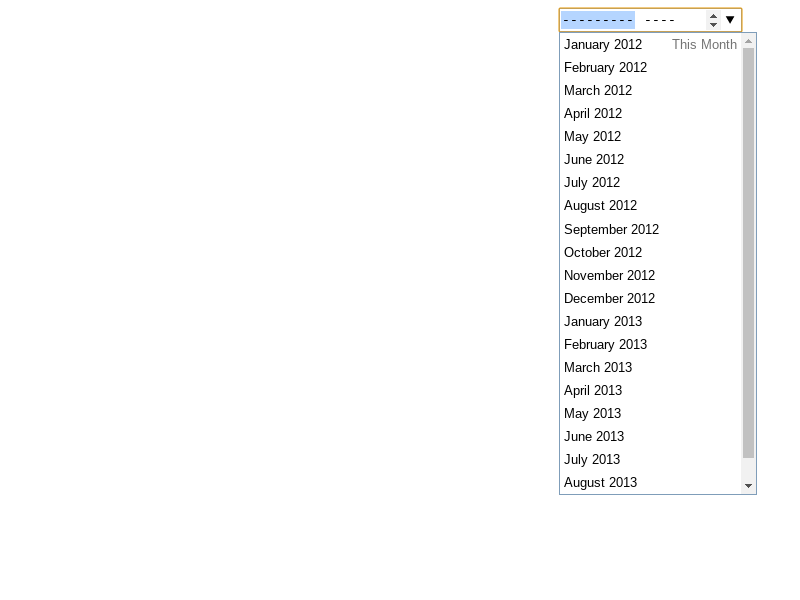 --------- ----
January 2012 This Month
February 2012
March 2012
April 2012
May 2012
June 2012
July 2012
August 2012
September 2012
October 2012
November 2012
December 2012
January 2013
February 2013
March 2013
April 2013
May 2013
June 2013
July 2013
August 2013